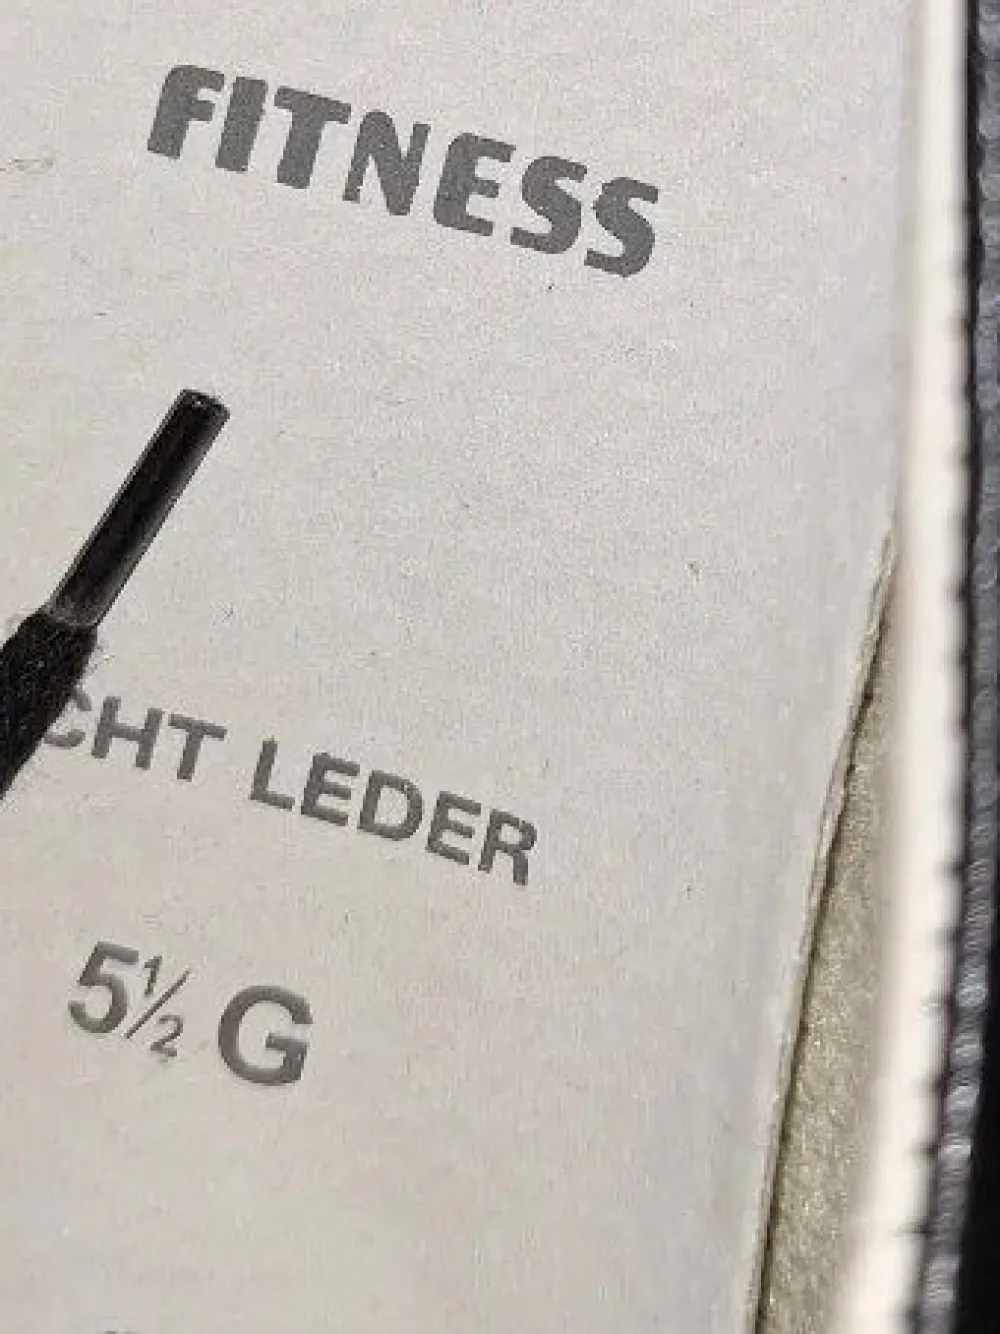 FITNESS
CHT LEDER
5½ G